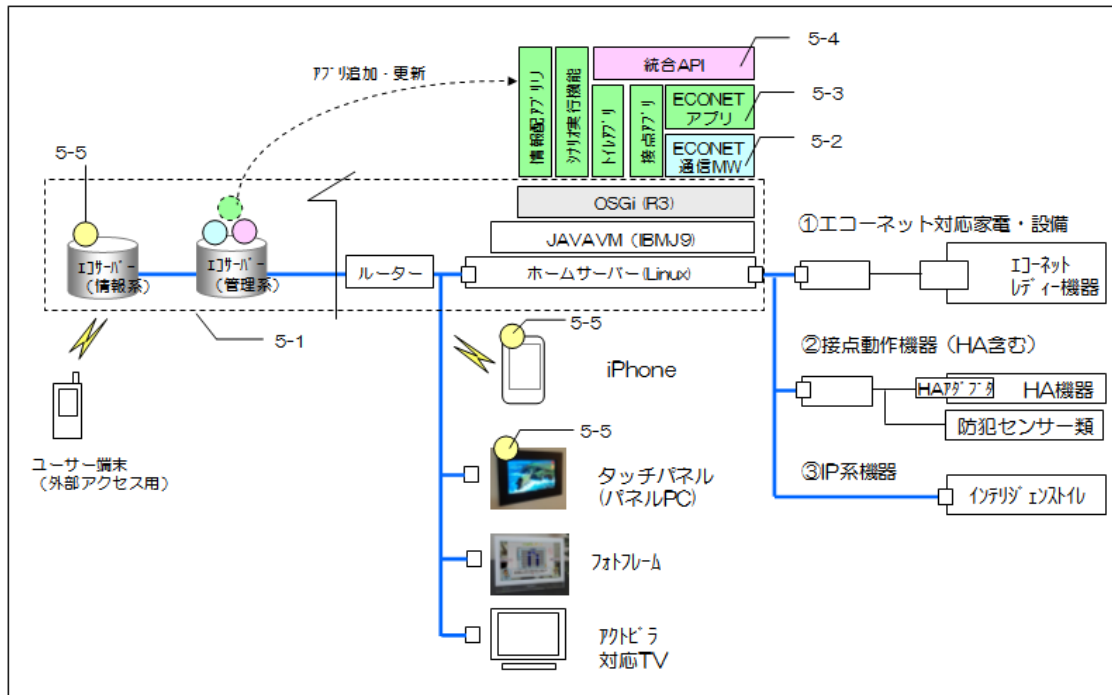 5-4
統合API
ｱﾌﾟﾘ追加・更新
情報配アプリリ
ｼﾅﾘｵ実行機能
ﾄｲﾚｱﾌﾟﾘ
接点ｱﾌﾟﾘ
ECONET
アプリ
5-3
ECONET
通信MW
5-2
5-5
OSGi (R3)
JAVAVM (IBMJ9)
ホームサーバー(Linux)
ルーター
ｴｺｻｰﾊﾞｰ
（情報系）
ｴｺｻｰﾊﾞｰ
（管理系）
5-1
①エコーネット対応家電・設備
ｴｺｰﾈｯﾄ
ﾚﾃﾞｨｰ機器
5-5
iPhone
②接点動作機器（HA含む）
HAｱﾀﾞﾌﾟﾀ
HA機器
防犯センサー類
ユーザー端末
（外部アクセス用）
5-5
タッチパネル
(パネルPC)
③IP系機器
ｲﾝﾃﾘｼﾞｪﾝｽﾄｲﾚ
ﾌｫﾄﾌﾚｰﾑ
ｱｸﾄﾋﾞﾗ
対応TV